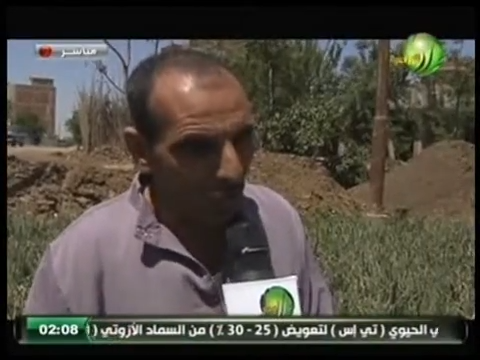 مباشر
02:08
ب الحيوي ( تي إس ) لتعويض ( 25 - 30 % ) من السماد الأزوتي (